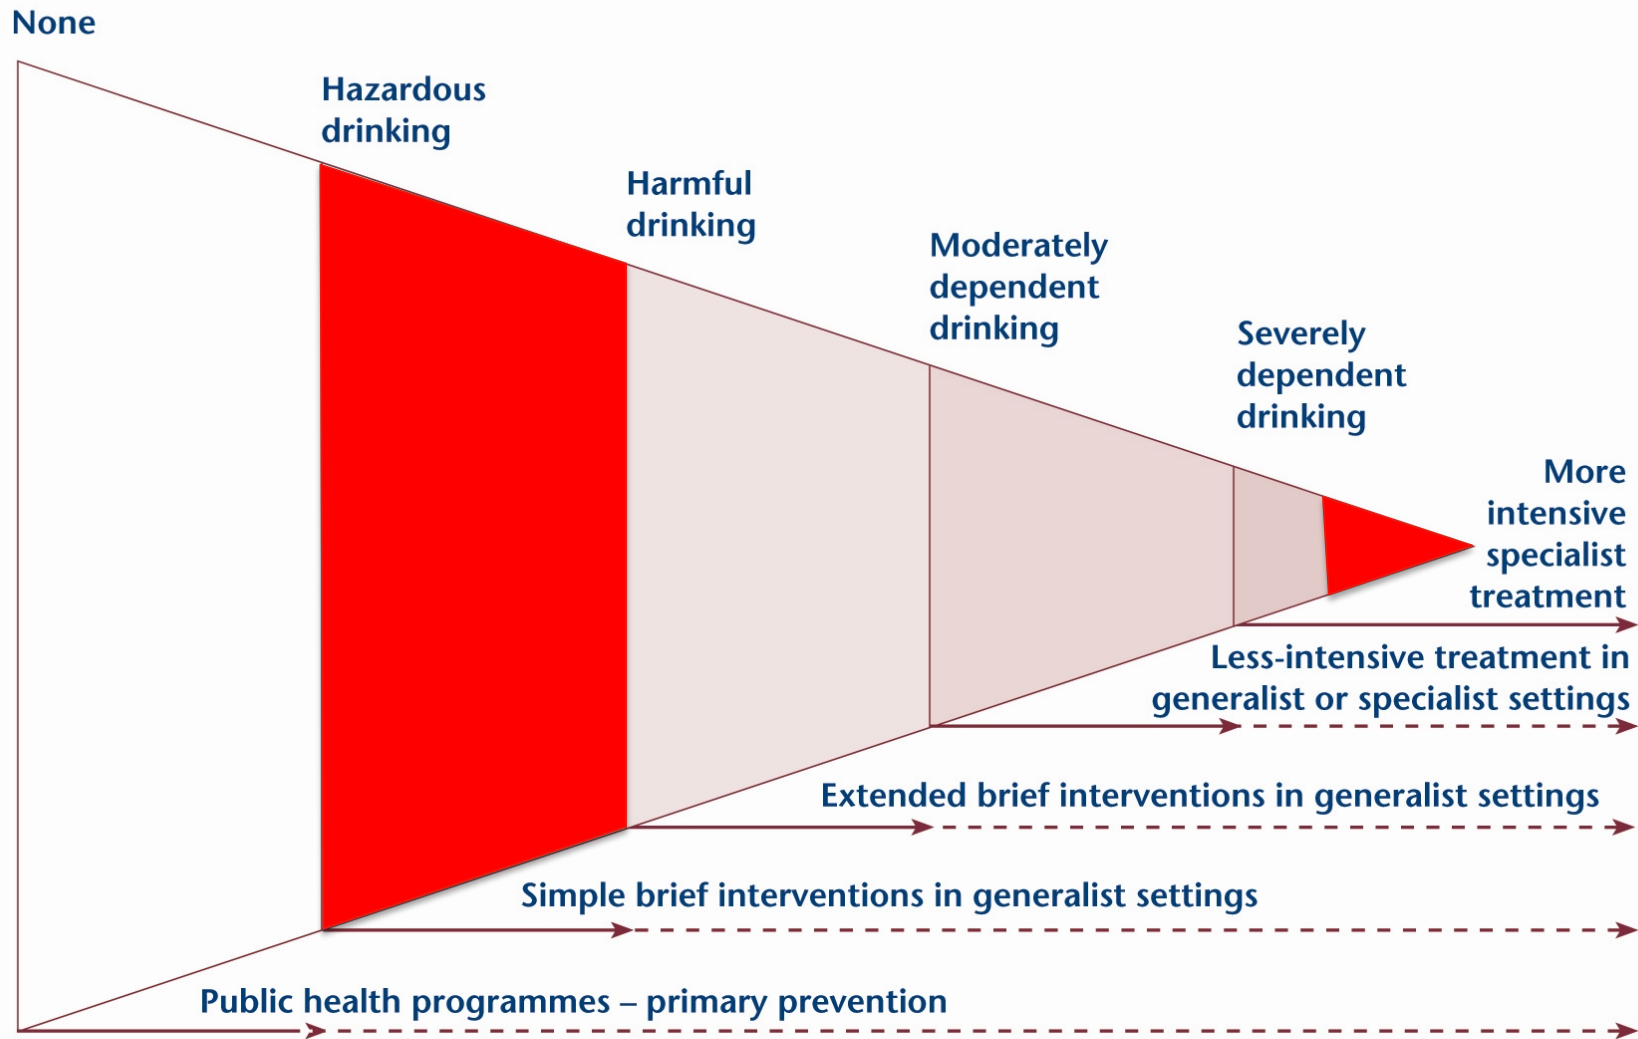 None
Hazardous
drinking
Harmful
drinking
Moderately
dependent
drinking
Severely
dependent
drinking
More
intensive
specialist
treatment
Less-intensive treatment in
generalist or specialist settings
Extended brief interventions in generalist settings
Simple brief interventions in generalist settings
Public health programmes – primary prevention